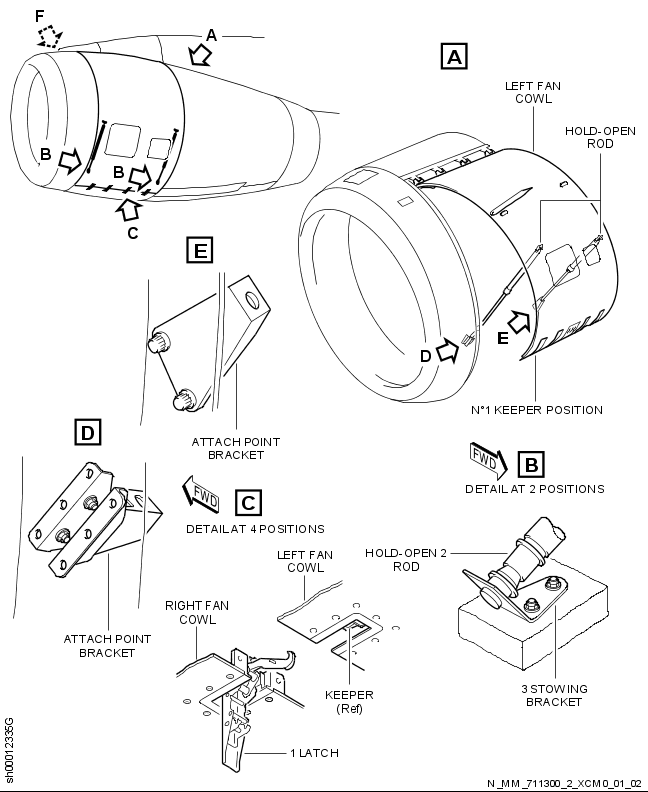 F
A
B
B
C
A
LEFT FAN
COWL
HOLD-OPEN
ROD
D
E
N°1 KEEPER POSITION
E
ATTACH POINT
BRACKET
D
ATTACH POINT
BRACKET
FWD
B
DETAIL AT 2 POSITIONS
HOLD-OPEN 2
ROD
3 STOWING
BRACKET
FWD
C
DETAIL AT 4 POSITIONS
LEFT FAN
COWL
RIGHT FAN
COWL
KEEPER
(Ref)
1 LATCH
sh00012335G
N_MM_711300_2_XCM0_01_02